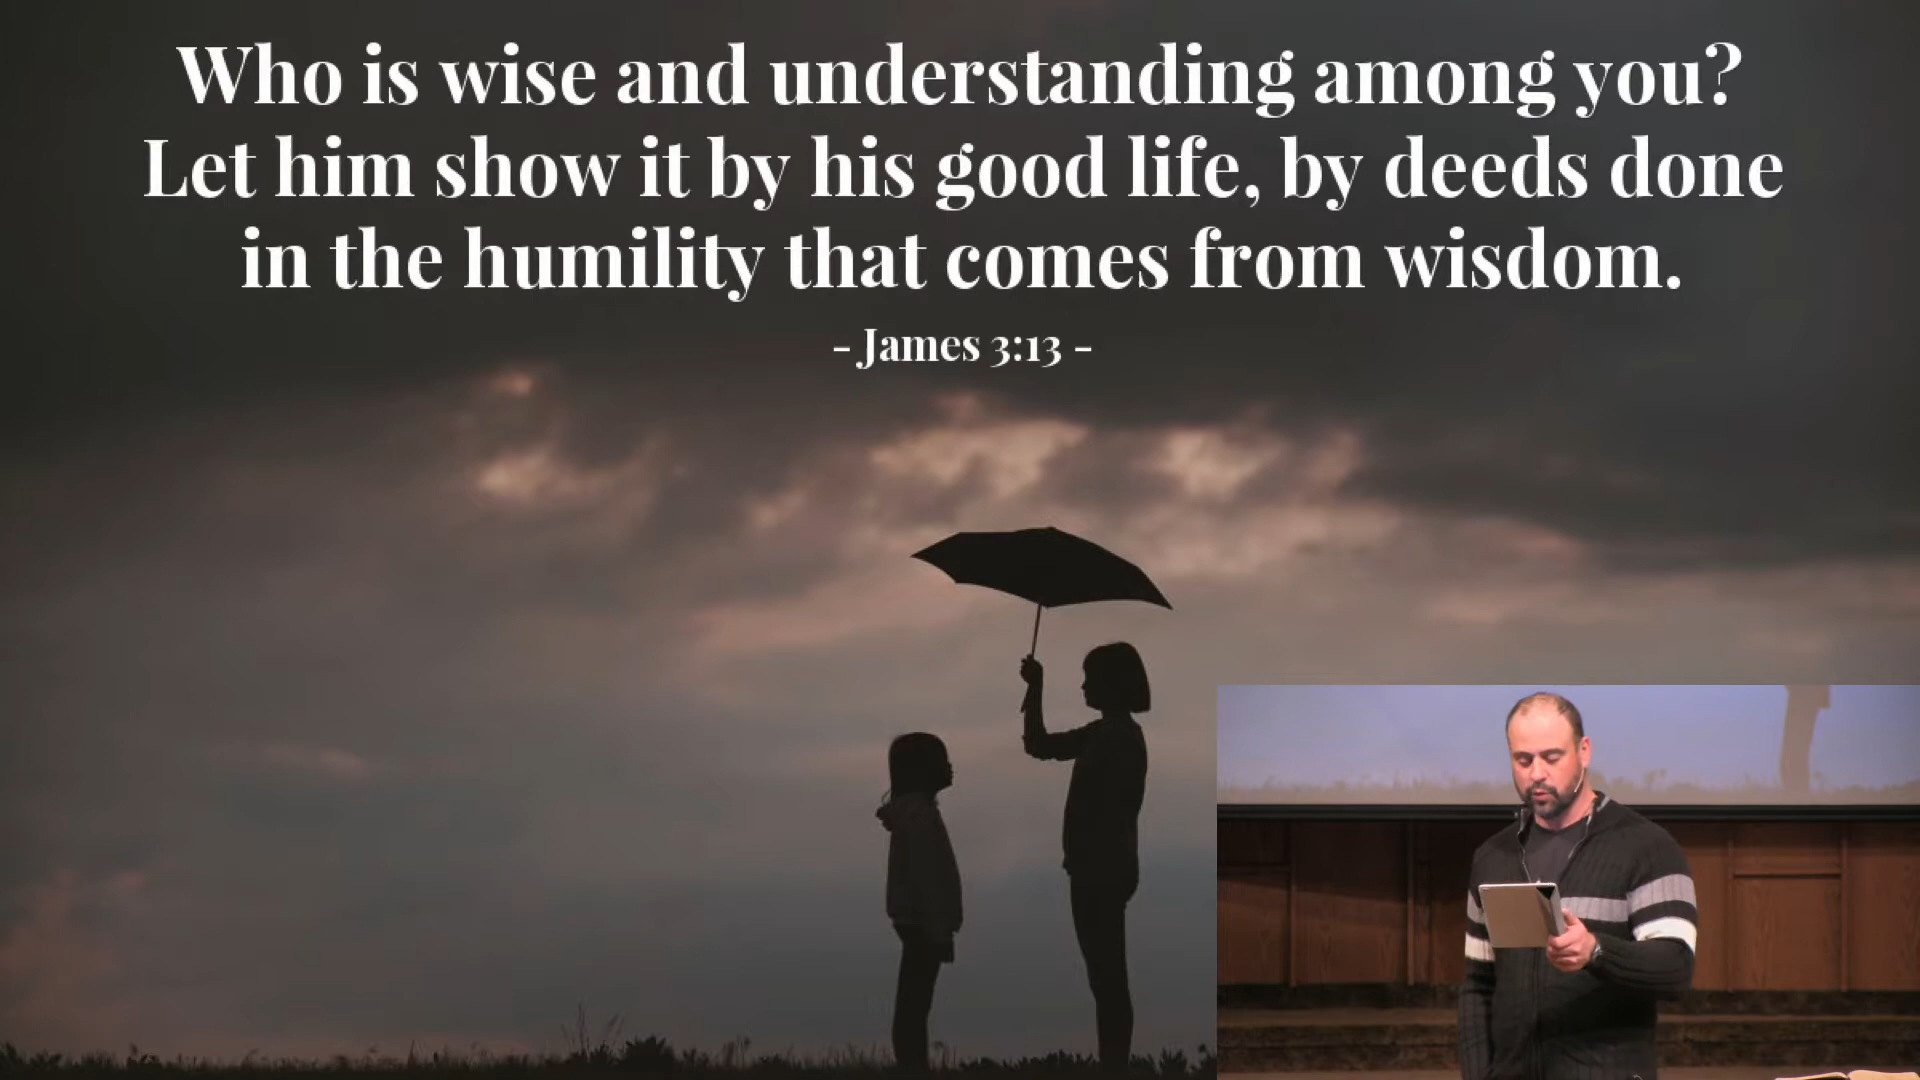 Who is wise and understanding among you?
Let him show it by his good life, by deeds done
in the humility that comes from wisdom.
- James 3:13 -